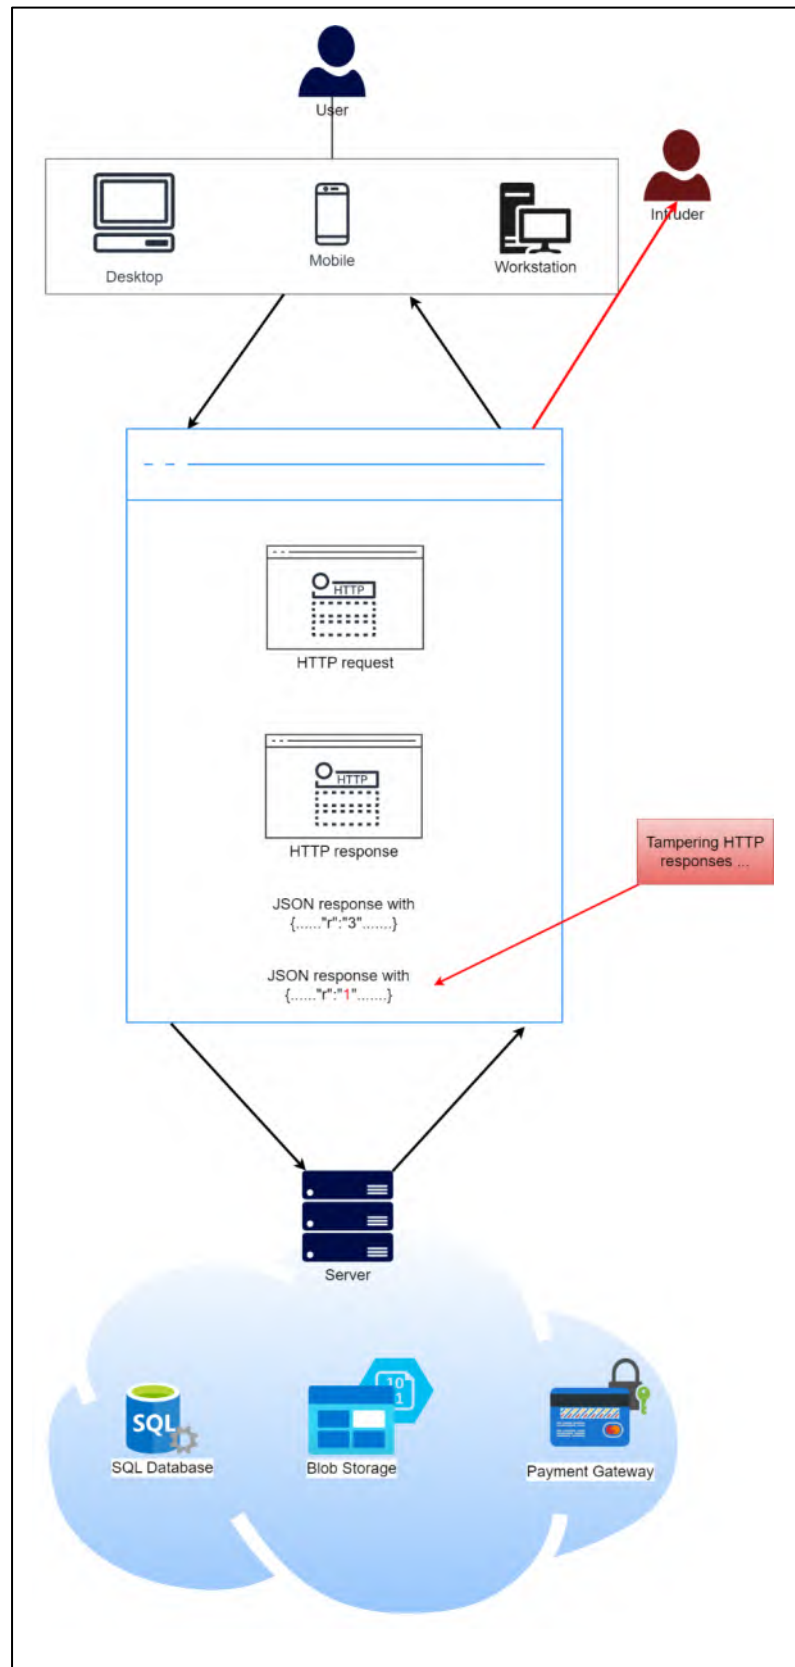 User
Intruder
Desktop
Mobile
Workstation
HTTP
HTTP request
HTTP
HTTP response
Tampering HTTP
responses ...
JSON response with
{......"r":"3".......}
JSON response with
{......"r":"1".......}
Server
10
1
SQL
SQL Database
Blob Storage
Payment Gateway